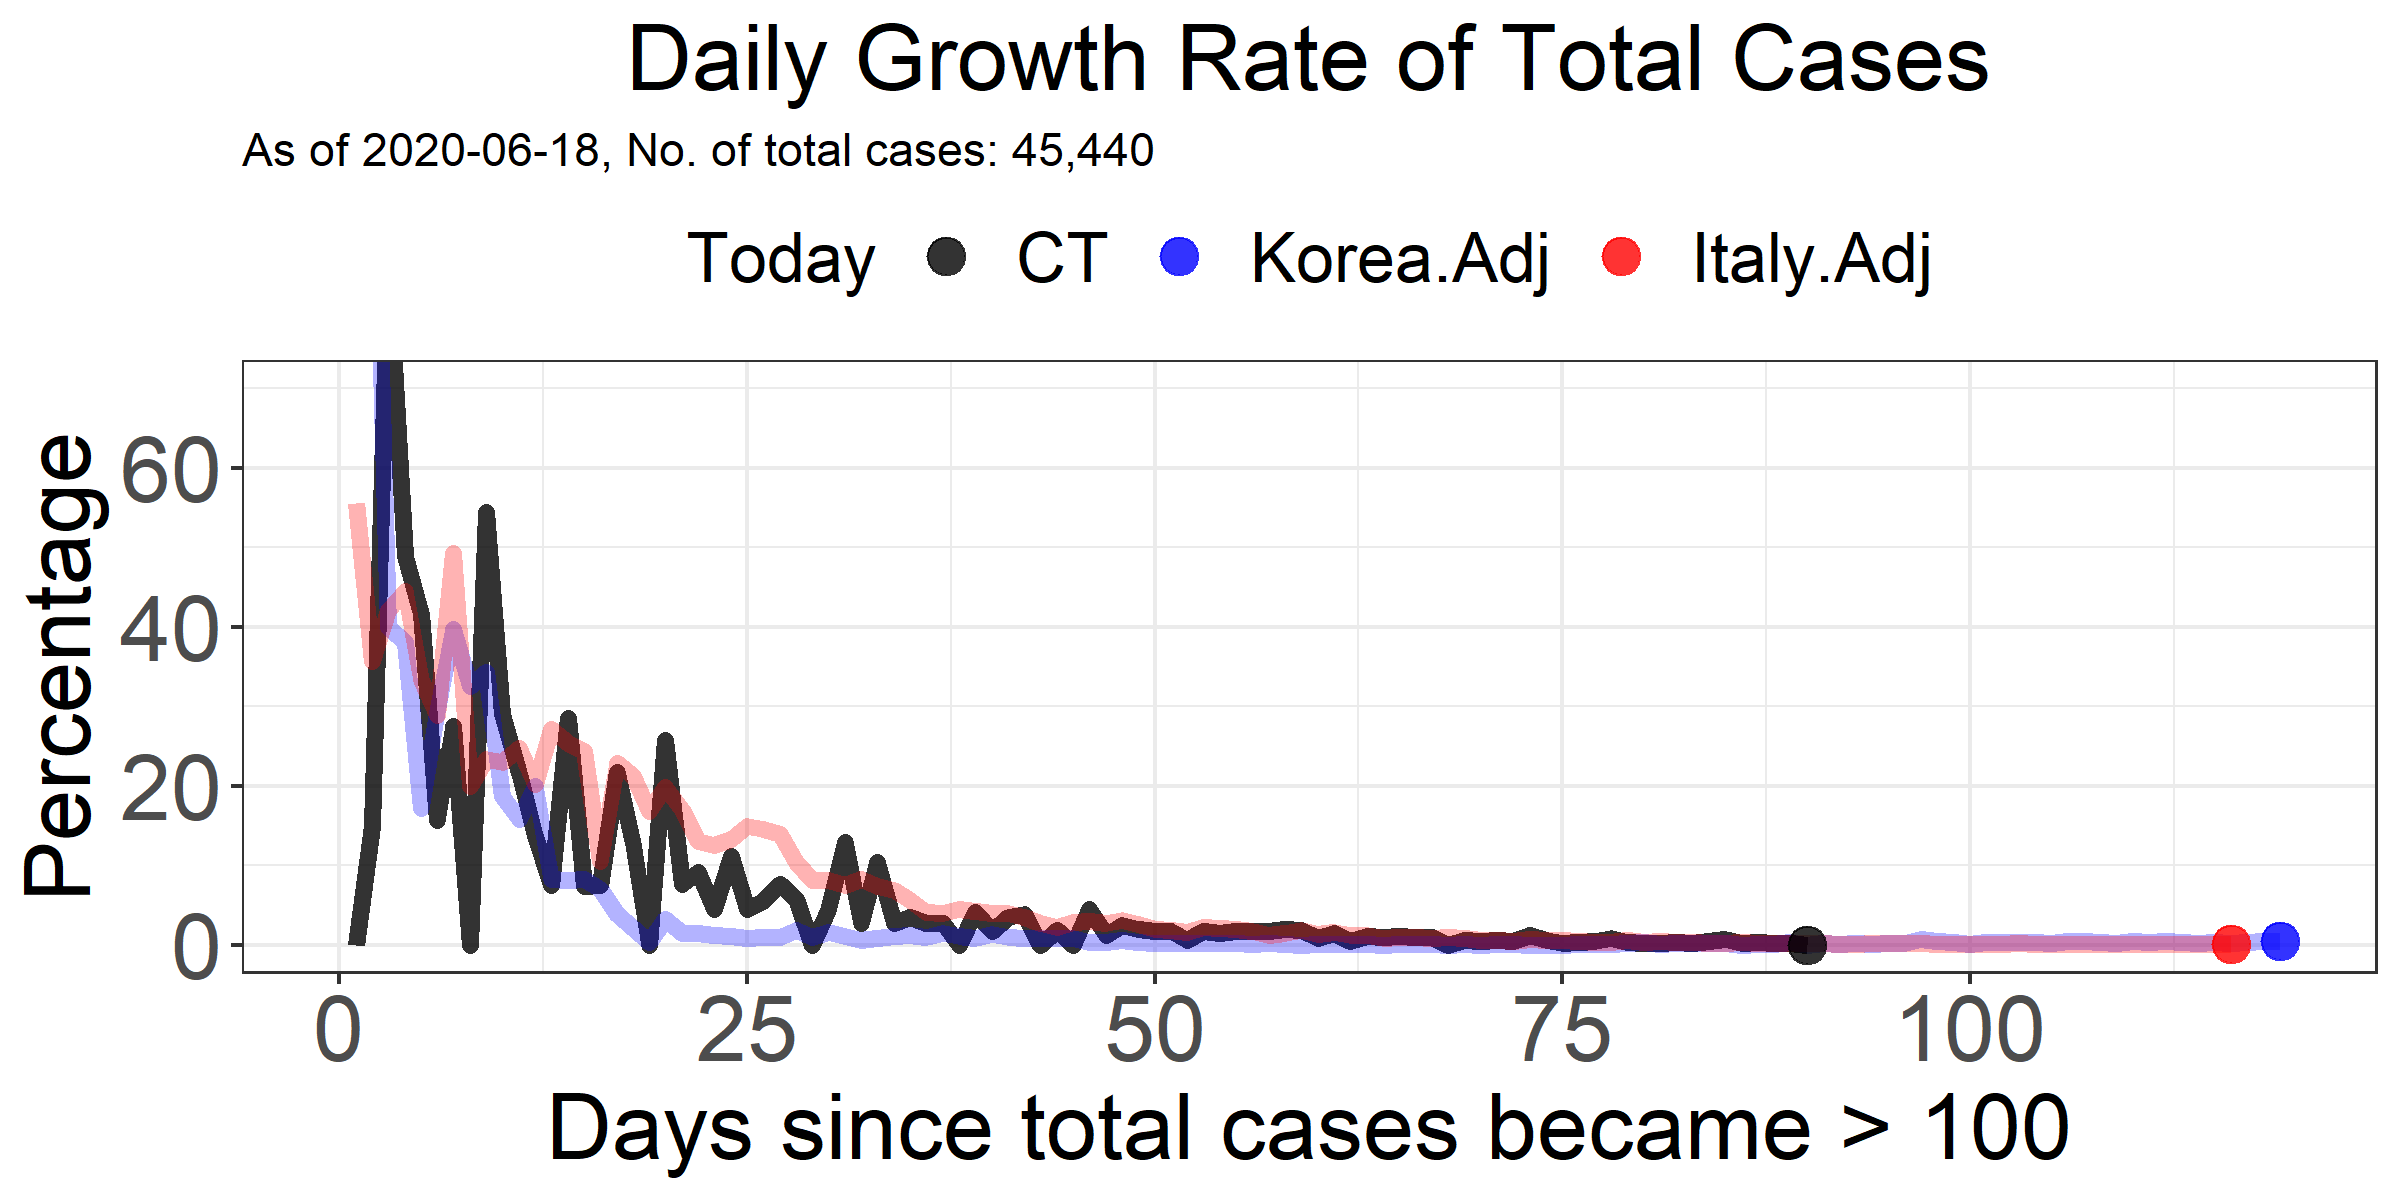 Daily Growth Rate of Total Cases
As of 2020-06-18, No. of total cases: 45,440
Today CT Korea.Adj Italy.Adj
Percentage
60
40
20
0
0 25 50 75 100
Days since total cases became > 100